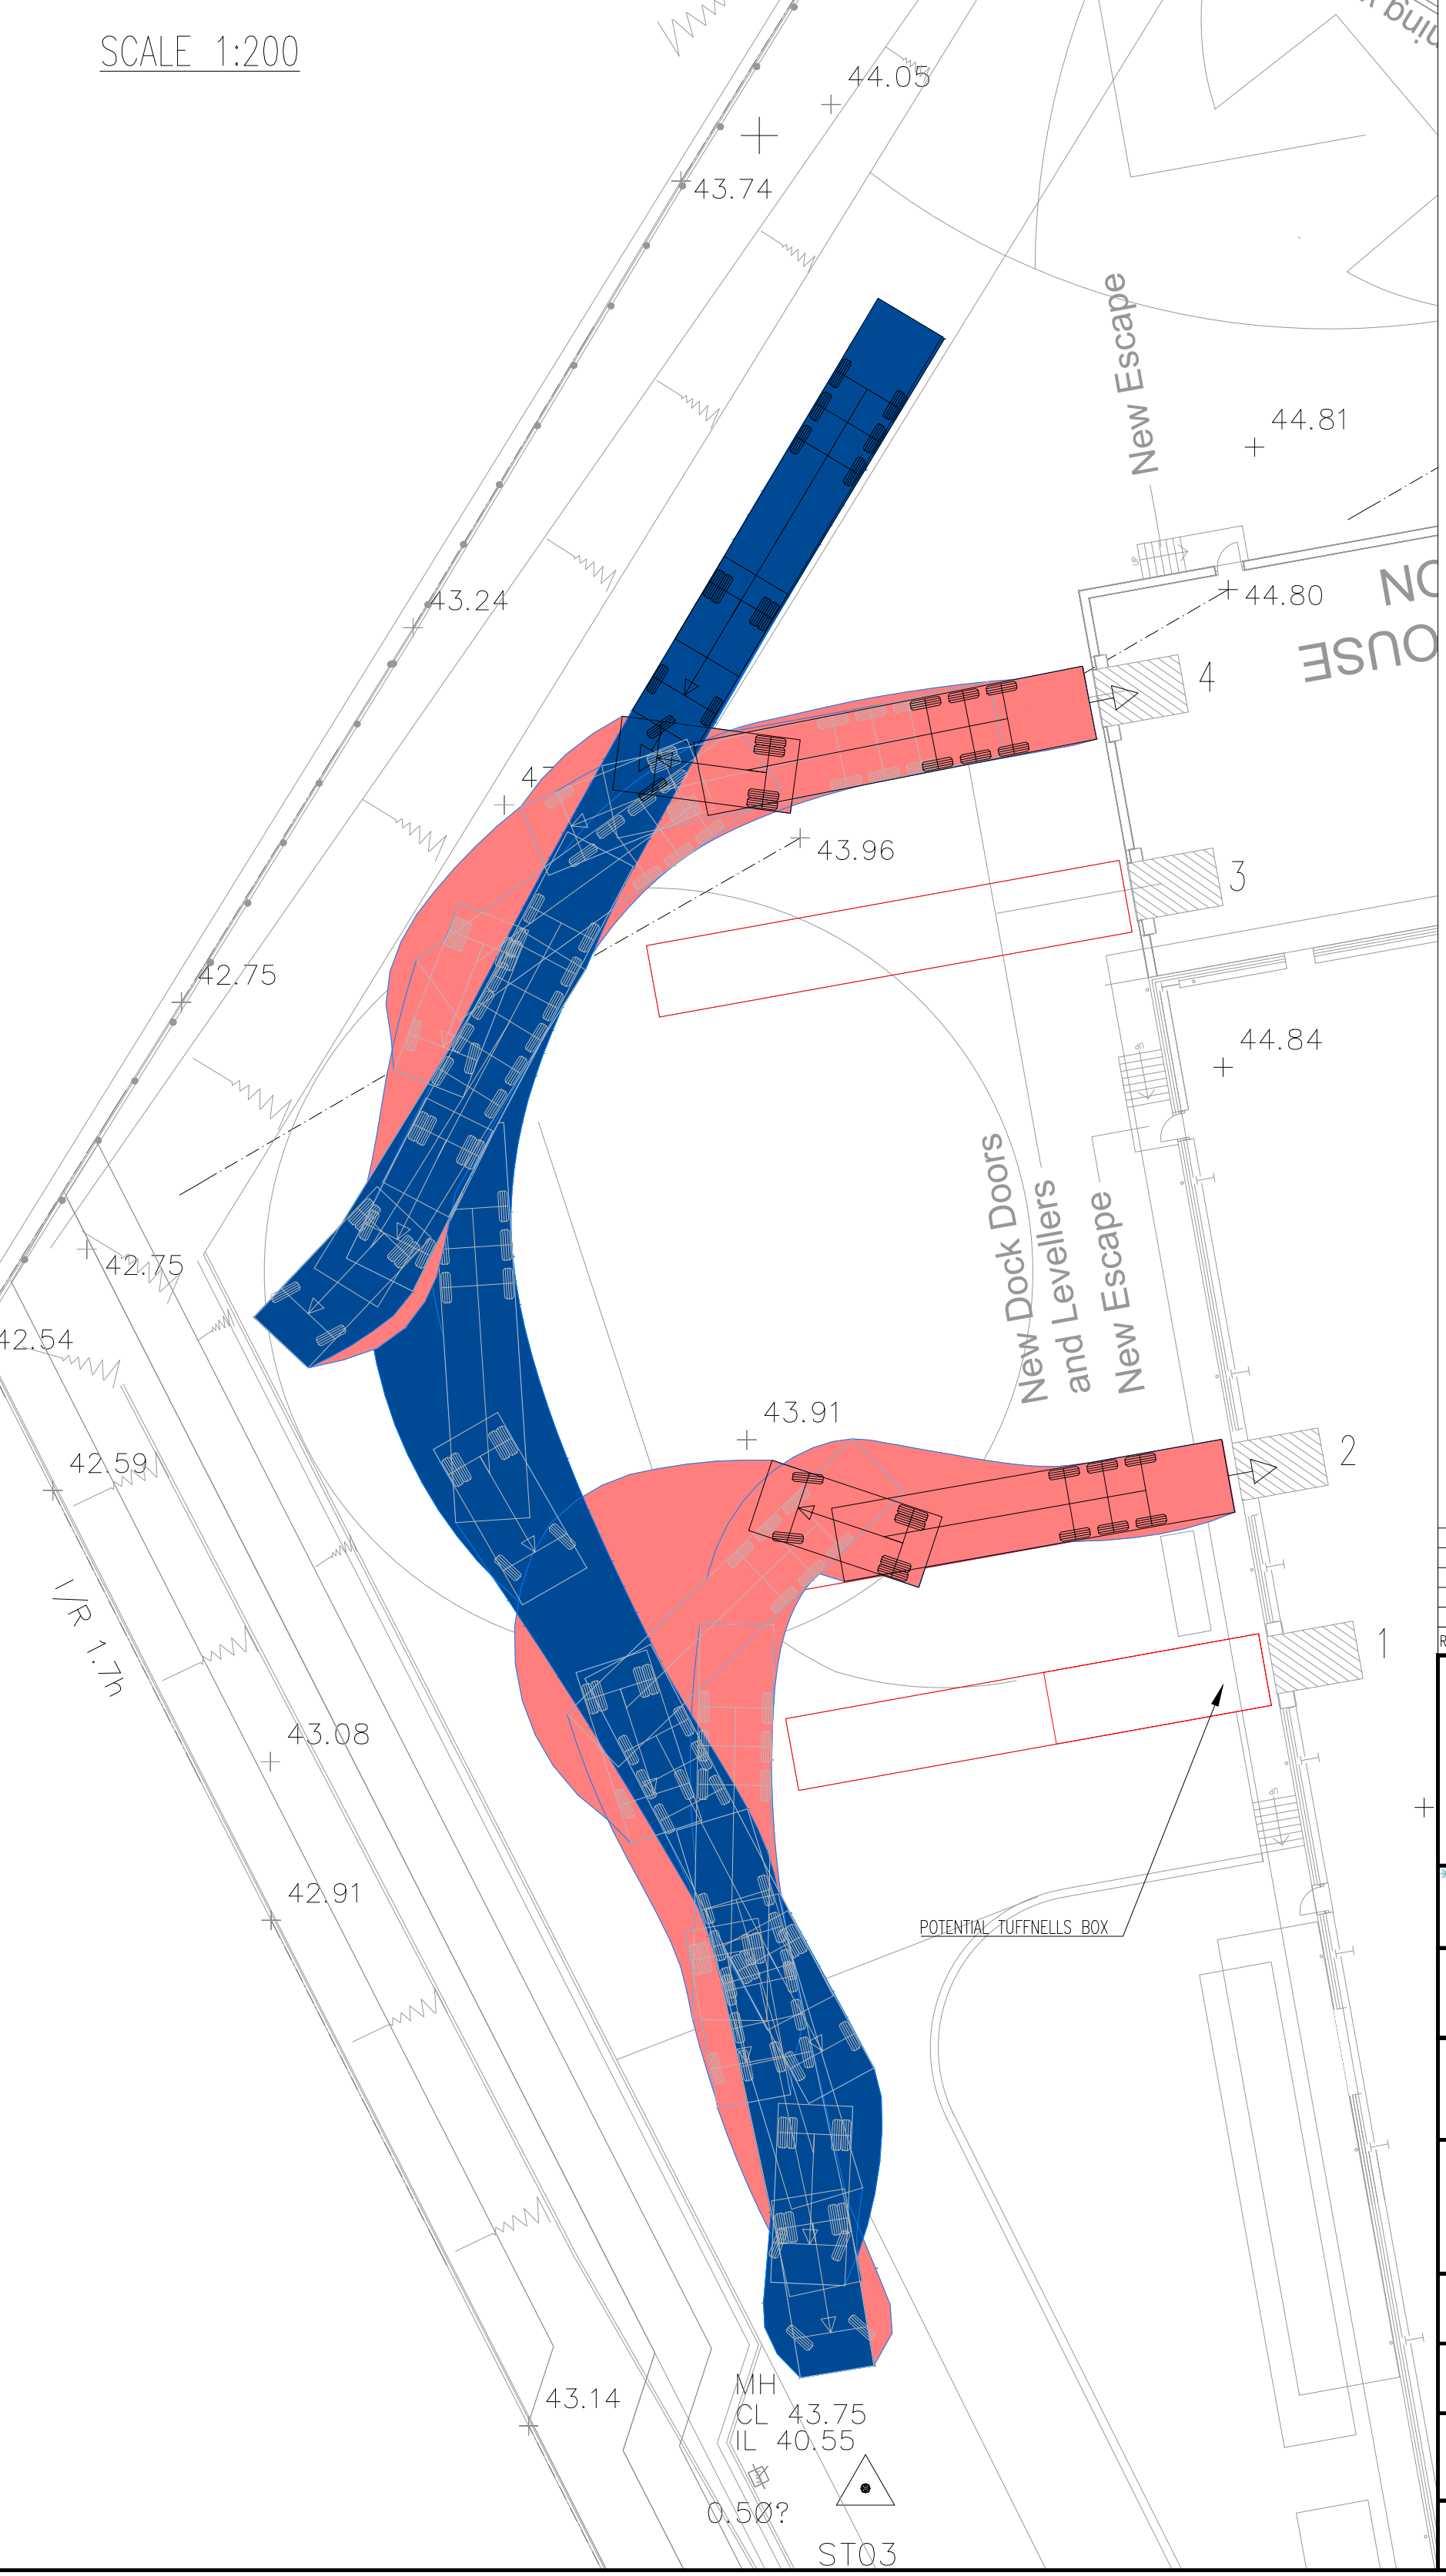 SCALE 1:200
44.05
43.74
New Escape
44.81
43.24
44.80
OUSE
4
43.96
3
42.75
44.84
42.75
New Dock Doors
and Levellers
New Escape
42.54
43.91
42.59
2
I/R 1.7h
1
43.08
42.91
POTENTIAL TUFFNELLS BOX
43.14
MH
CL 43.75
IL 40.55
0.50?
ST03